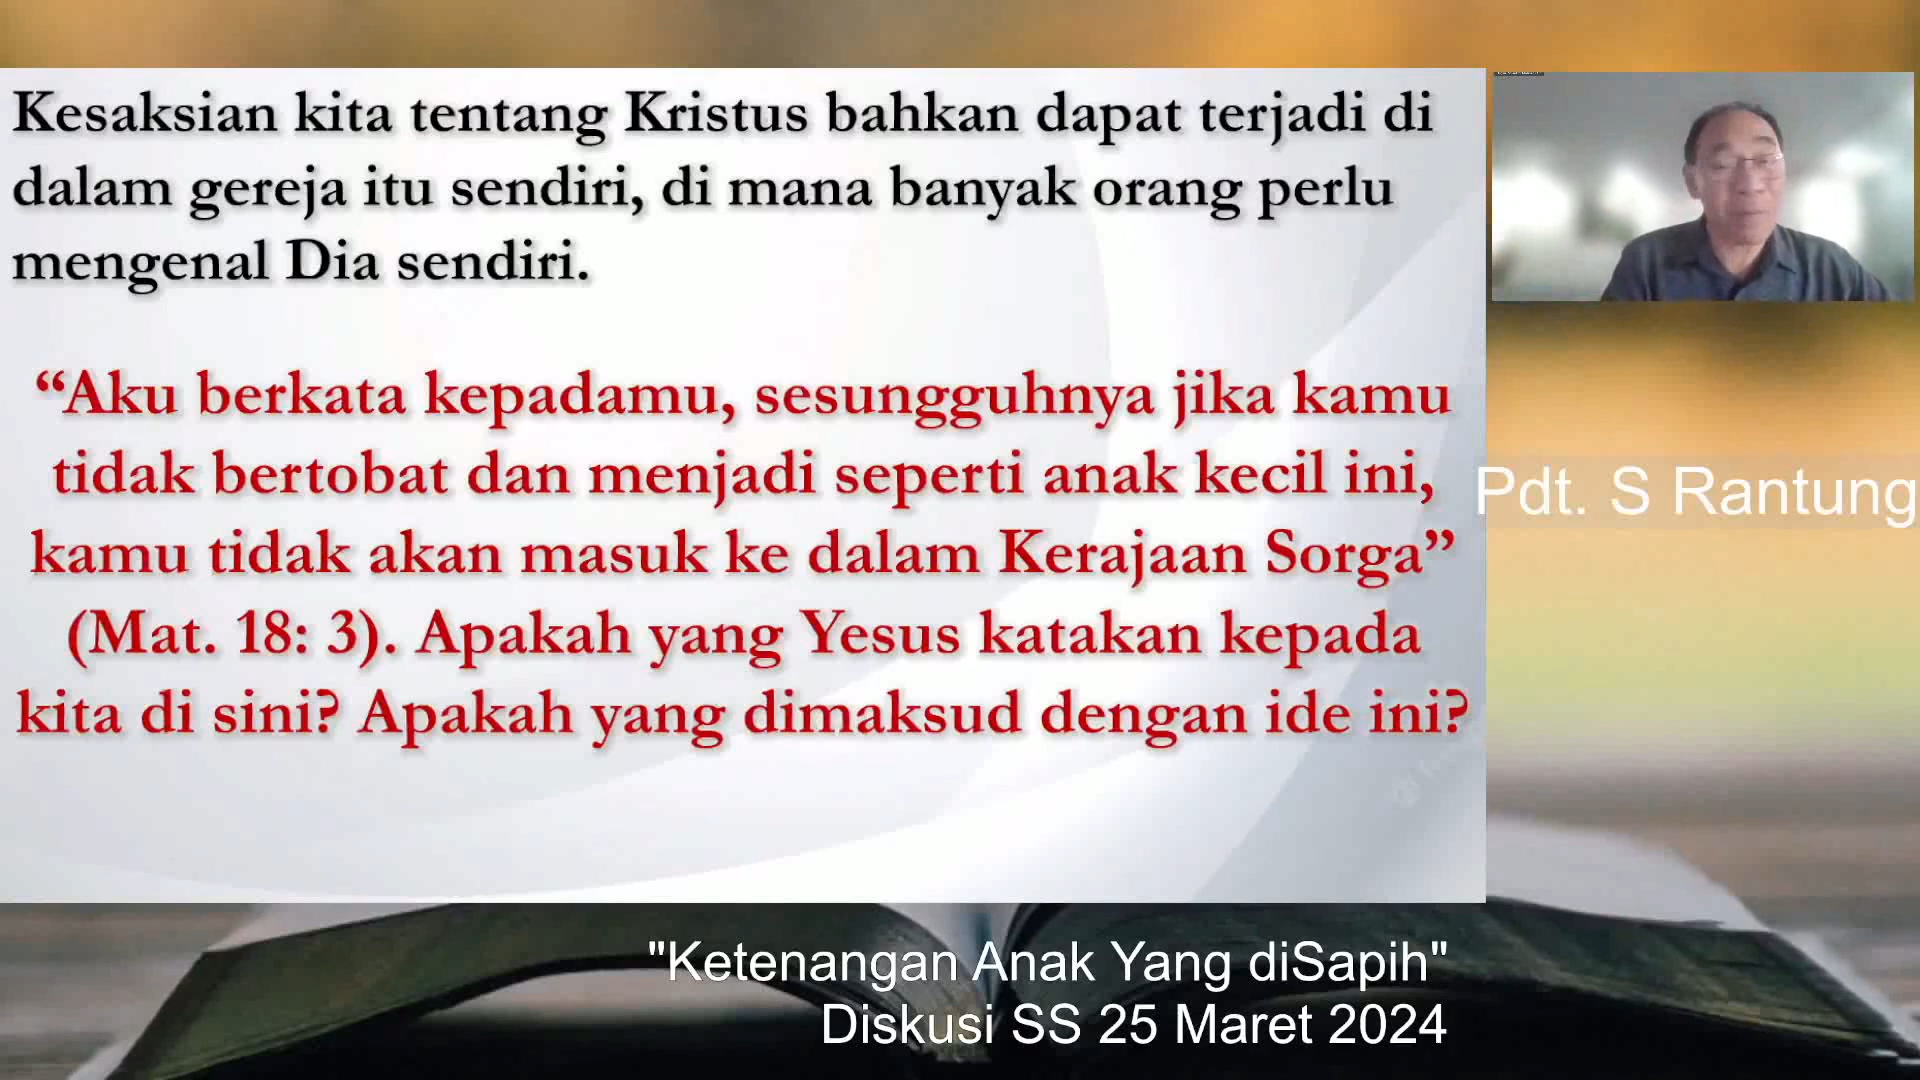 Kesaksian kita tentang Kristus bahkan dapat terjadi di
dalam gereja itu sendiri, di mana banyak orang perlu
mengenal Dia sendiri.
“Aku berkata kepadamu, sesungguhnya jika kamu
tidak bertobat dan menjadi seperti anak kecil ini,
kamu tidak akan masuk ke dalam Kerajaan Sorga”
(Mat. 18: 3). Apakah yang Yesus katakan kepada
kita di sini? Apakah yang dimaksud dengan ide ini?
Pdt. S Rantung
"Ketenangan Anak Yang diSapih"
Diskusi SS 25 Maret 2024